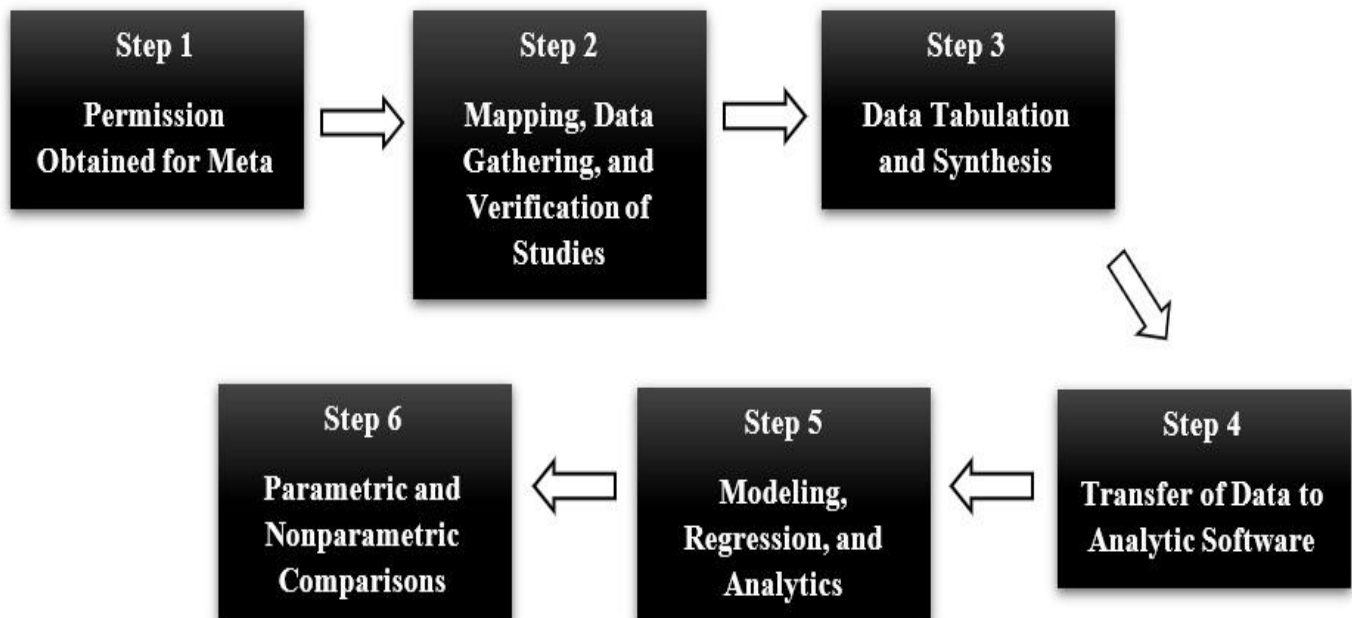 Step 1
Permission
Obtained for Meta
Step 2
Mapping, Data
Gathering, and
Verification of
Studies
Step 3
Data Tabulation
and Synthesis
Step 4
Transfer of Data to
Analytic Software
Step 5
Modeling,
Regression, and
Analytics
Step 6
Parametric and
Nonparametric
Comparisons